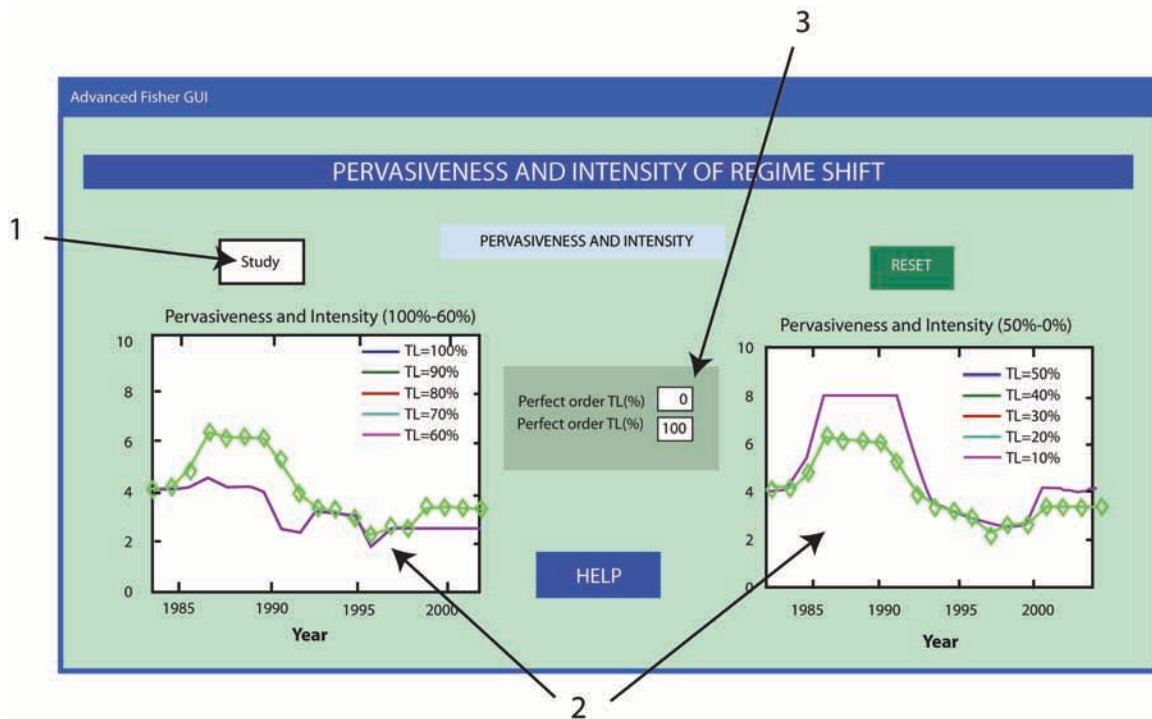 3
Advanced Fisher GUI
PERVASIVENESS AND INTENSITY OF REGIME SHIFT
1
Study
PERVASIVENESS AND INTENSITY
RESET
Pervasiveness and Intensity (100%-60%)
10
8
6
4
2
0
TL=100%
TL=90%
TL=80%
TL=70%
TL=60%
1985 1990 1995 2000
Year
Perfect order TL(%) 0
Perfect order TL(%) 100
HELP
Pervasiveness and Intensity (50%-0%)
10
8
6
4
2
0
TL=50%
TL=40%
TL=30%
TL=20%
TL=10%
1985 1990 1995 2000
Year
2